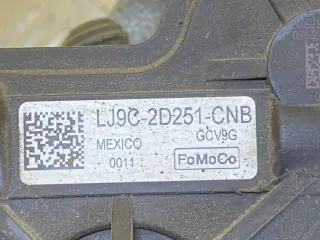 LJ9C-2D251-CNB
MEXICO GCV9G
0011 FoMoCo